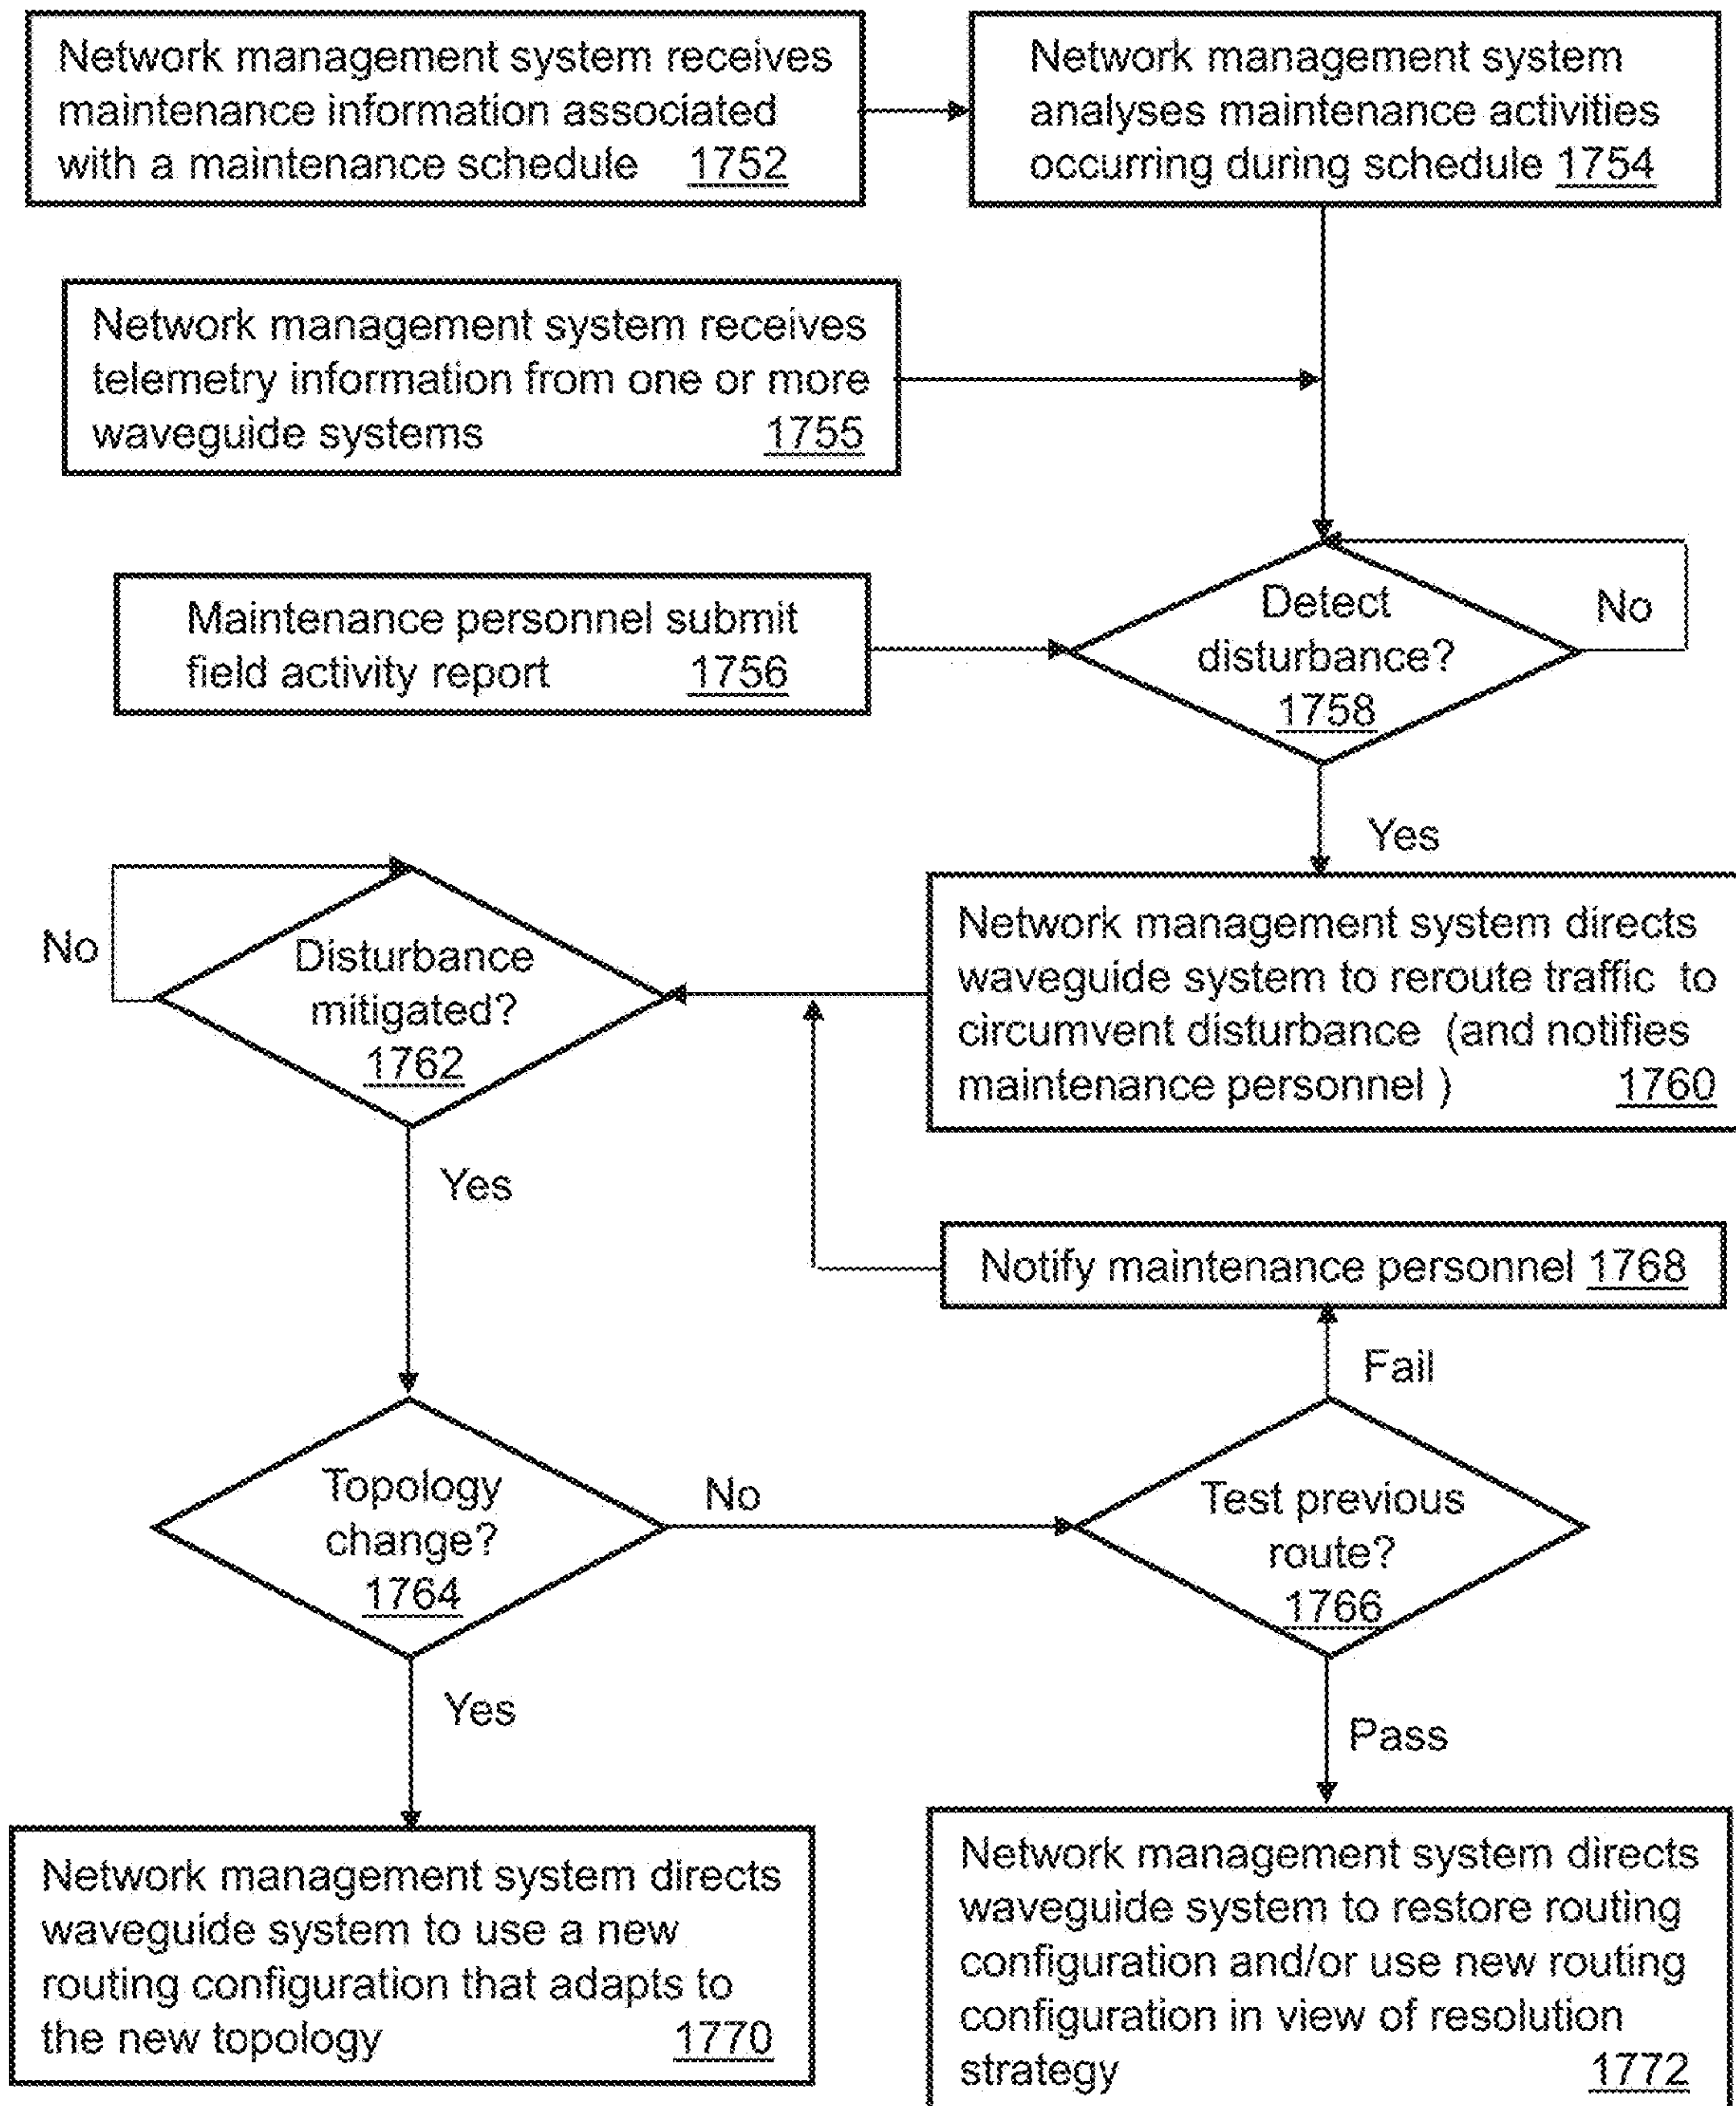 Network management system receives
maintenance information associated
with a maintenance schedule 1752
Network management system
analyses maintenance activities
occurring during schedule 1754
Network management system receives
telemetry information from one or more
waveguide systems 1755
Maintenance personnel submit
field activity report 1756
Detect
disturbance?
1758
No
Yes
Network management system directs
waveguide system to reroute traffic to
circumvent disturbance (and notifies
maintenance personnel ) 1760
No
Disturbance
mitigated?
1762
Yes
Notify maintenance personnel 1768
Fail
Topology
change?
1764
No
Test previous
route?
1766
Yes
Pass
Network management system directs
waveguide system to use a new
routing configuration that adapts to
the new topology 1770
Network management system directs
waveguide system to restore routing
configuration and/or use new routing
configuration in view of resolution
strategy 1772